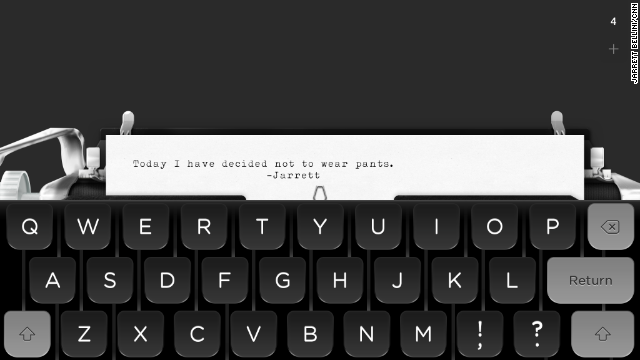 4
+
JARRETT BELLINI/CNN
Today I have decided not to wear pants.
-Jarrett
Q W E R T Y U I O P
A S D F G H J K L Return
Z X C V B N M ! ; ? .